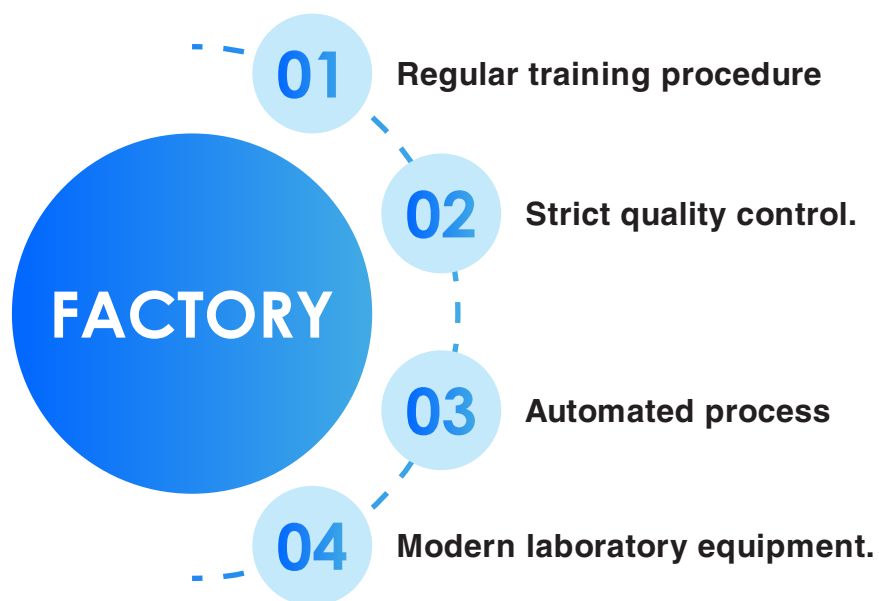 01
Regular training procedure
02
Strict quality control.
FACTORY
03
Automated process
04
Modern laboratory equipment.